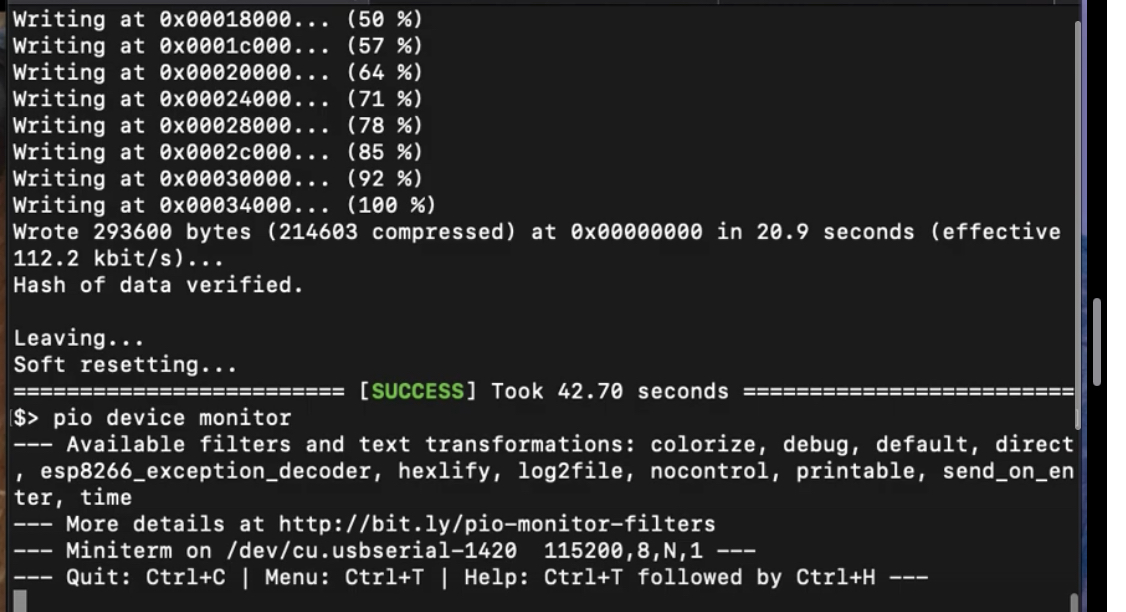 Writing at 0x00018000... (50 %)
Writing at 0x0001c000... (57 %)
Writing at 0x00020000... (64 %)
Writing at 0x00024000... (71 %)
Writing at 0x00028000... (78 %)
Writing at 0x0002c000... (85 %)
Writing at 0x00030000... (92 %)
Writing at 0x00034000... (100 %)
Wrote 293600 bytes (214603 compressed) at 0x00000000 in 20.9 seconds (effective
112.2 kbit/s)...
Hash of data verified.
Leaving...
Soft resetting...
========================= [SUCCESS] Took 42.70 seconds =========================
[$> pio device monitor
--- Available filters and text transformations: colorize, debug, default, direct
, esp8266_exception_decoder, hexlify, log2file, nocontrol, printable, send_on_en
ter, time
--- More details at http://bit.ly/pio-monitor-filters
--- Miniterm on /dev/cu.usbserial-1420  115200,8,N,1 ---
--- Quit: Ctrl+C | Menu: Ctrl+T | Help: Ctrl+T followed by Ctrl+H ---